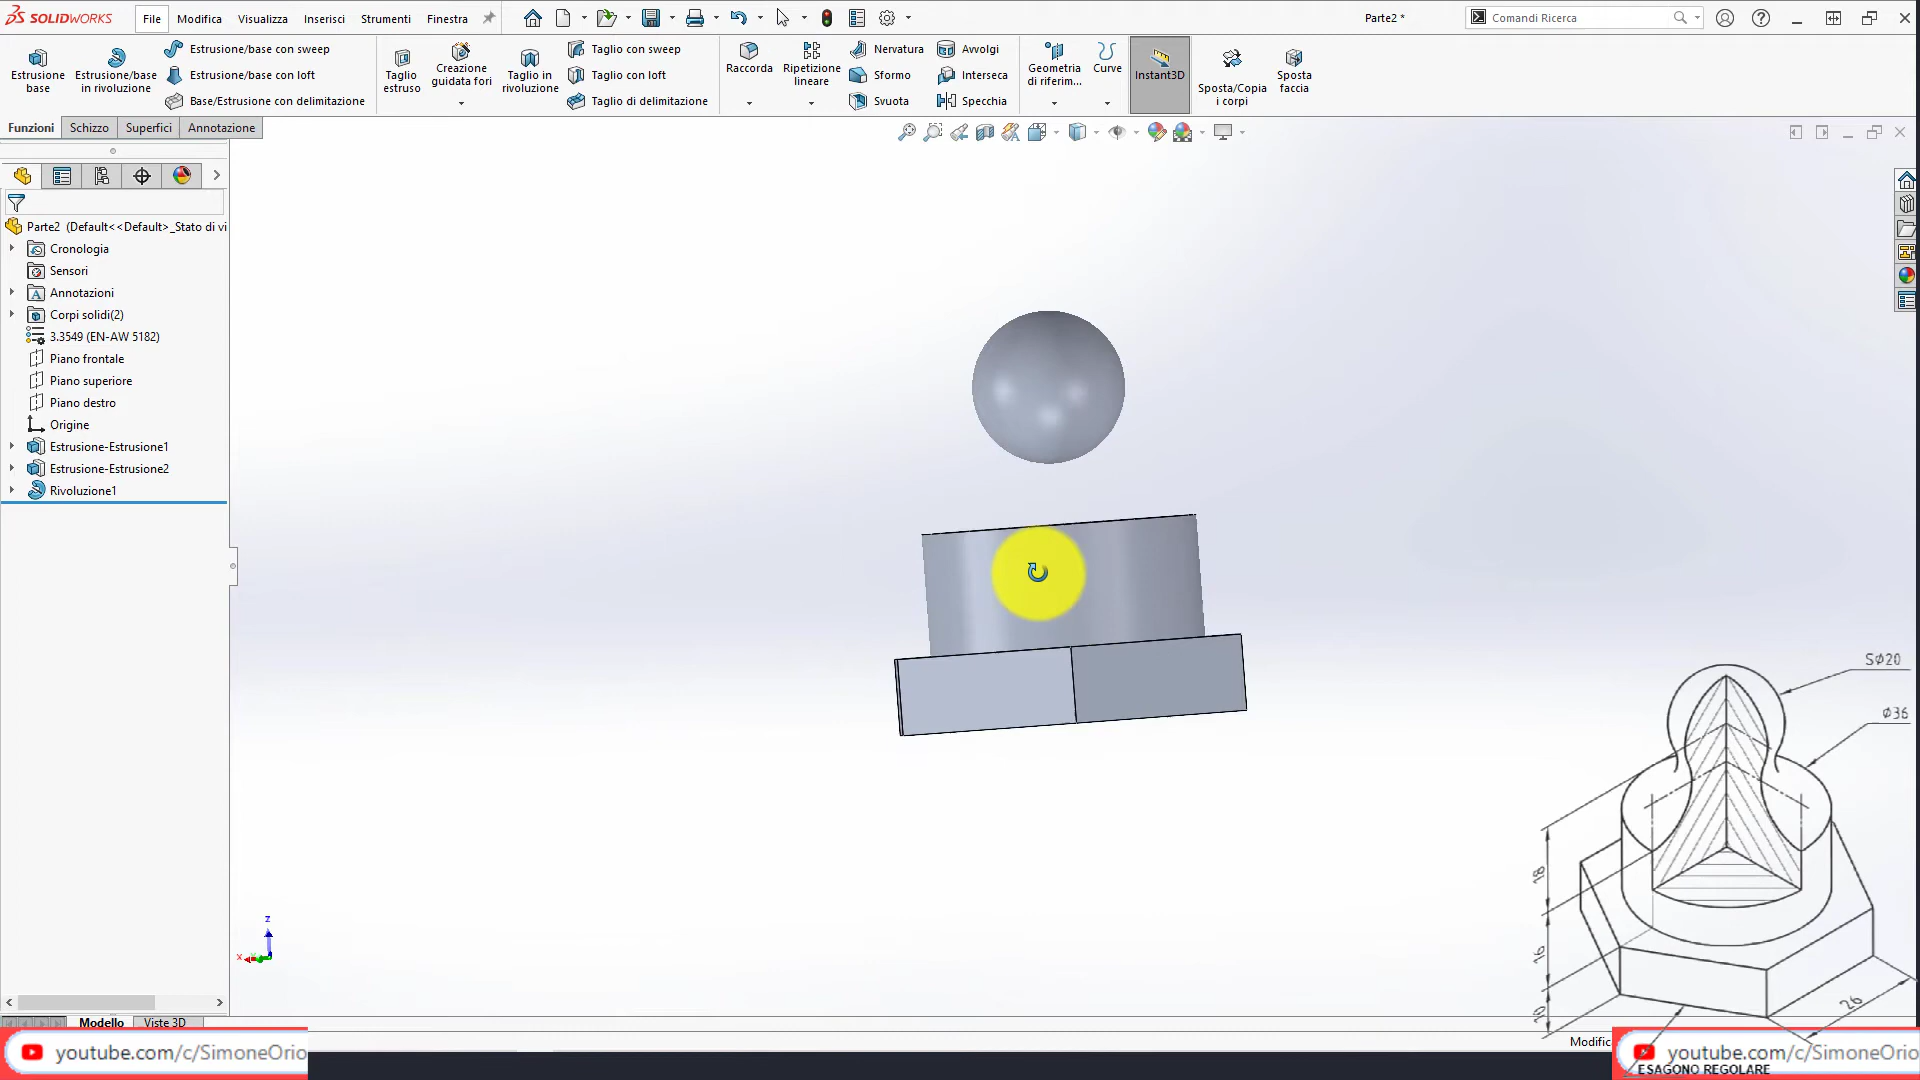 SOLIDWORKS
File
Modifica
Visualizza
Inserisci
Strumenti
Finestra
Parte2 *
Comandi Ricerca
Estrusione
base
Estrusione/base
in rivoluzione
Estrusione/base con sweep
Estrusione/base con loft
Base/Estrusione con delimitazione
Taglio
estruso
Creazione
guidata fori
Taglio in
rivoluzione
Taglio con sweep
Taglio con loft
Taglio di delimitazione
Raccorda
Ripetizione
lineare
Nervatura
Sformo
Svuota
Avvolgi
Interseca
Specchia
Geometria
di riferim...
Curve
Instant3D
Sposta/Copia
i corpi
Sposta
faccia
Funzioni
Schizzo
Superfici
Annotazione
Parte2 (Default<<Default>_Stato di vi
Cronologia
Sensori
Annotazioni
Corpi solidi(2)
3.3549 (EN-AW 5182)
Piano frontale
Piano superiore
Piano destro
Origine
Estrusione-Estrusione1
Estrusione-Estrusione2
Rivoluzione1
z
x
SØ20
Ø36
18
16
10
26
Modello
Viste 3D
Modific
youtube.com/c/SimoneOrio
youtube.com/c/SimoneOrio
ESAGONO REGOLARE